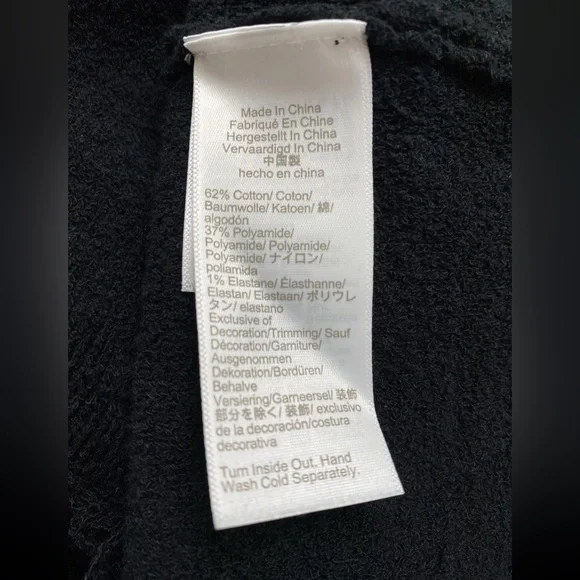 Made In China
Fabriqué En Chine
Hergestellt In China
Vervaardigd In China
中国製
hecho en china
62% Cotton/ Coton/
Baumwolle/ Katoen/ 綿/
algodón
37% Polyamide/
Polyamide/ Polyamide/
Polyamide/ ナイロン/
poliamida
1% Elastane/ Élasthanne/
Elastan/ Elastaan/ ポリウレ
タン/ elastano
Exclusive of
Decoration/Trimming/ Sauf
Décoration/Garniture/
Ausgenommen
Dekoration/Bordüren/
Behalve
Versiering/Garneersel/ 装飾
部分を除く/ 装飾/ exclusivo
de la decoración/costura
decorativa
Turn Inside Out. Hand
Wash Cold Separately.